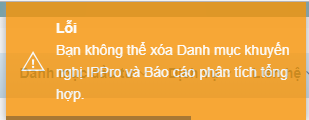 Lỗi
Bạn không thể xóa Danh mục khuyến
nghị IPPro và Báo cáo phân tích tổng
hợp.